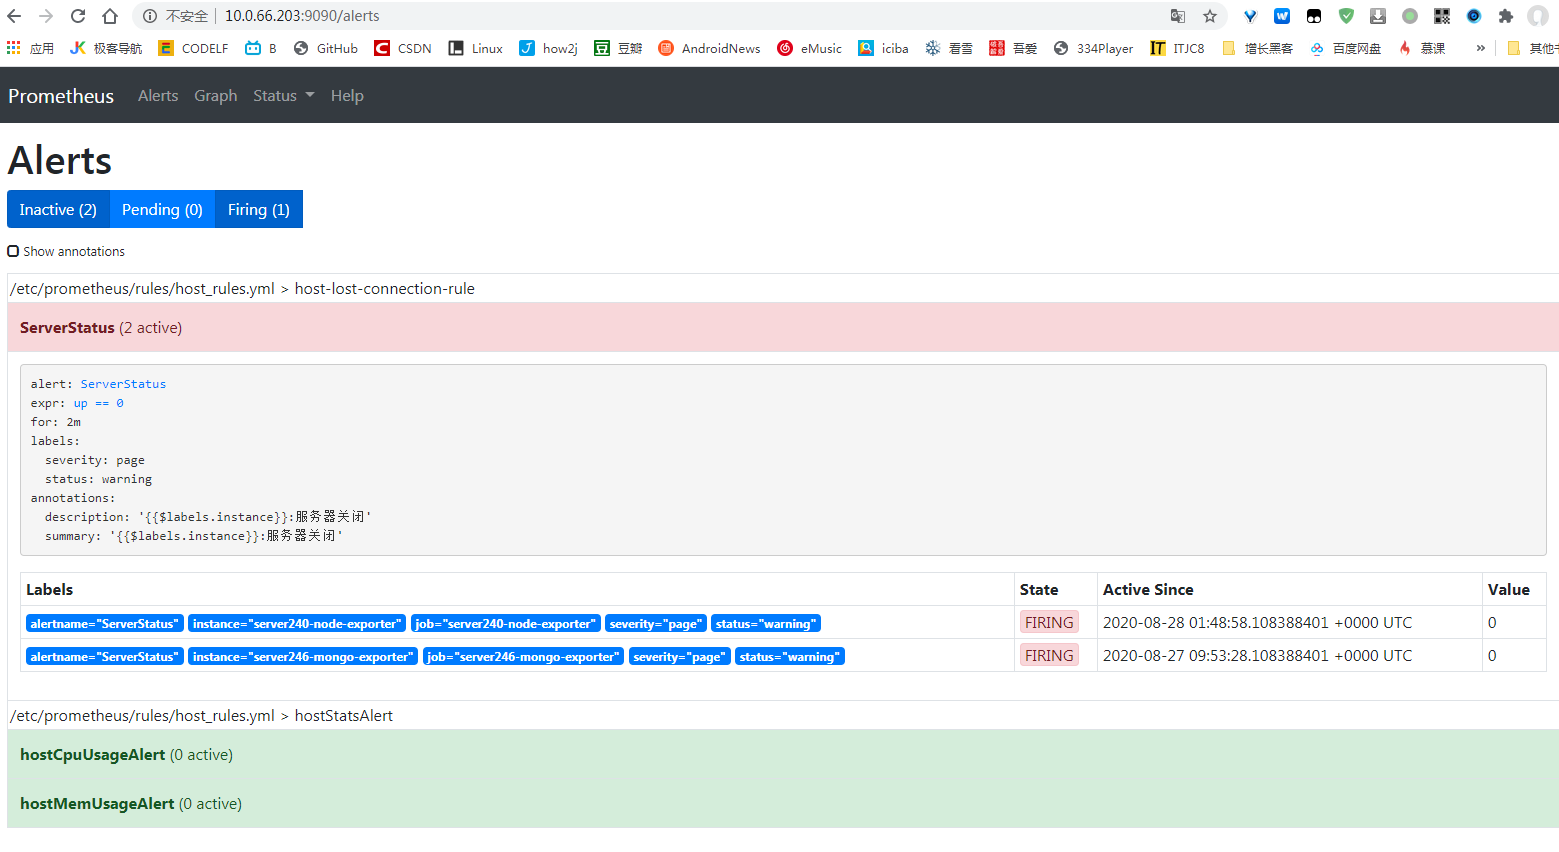 不安全 | 10.0.66.203:9090/alerts
应用 极客导航 CODELF B GitHub CSDN Linux how2j 豆瓣 AndroidNews eMusic iciba 看雪 吾爱 334Player ITJC8 增长黑客 百度网盘 慕课 » 其他
Prometheus Alerts Graph Status Help
Alerts
Inactive (2) Pending (0) Firing (1)
Show annotations
/etc/prometheus/rules/host_rules.yml > host-lost-connection-rule
ServerStatus (2 active)
alert: ServerStatus
expr: up == 0
for: 2m
labels:
  severity: page
  status: warning
annotations:
  description: '{{$labels.instance}}:服务器关闭'
  summary: '{{$labels.instance}}:服务器关闭'
Labels State Active Since Value
alertname="ServerStatus" instance="server240-node-exporter" job="server240-node-exporter" severity="page" status="warning" FIRING 2020-08-28 01:48:58.108388401 +0000 UTC 0
alertname="ServerStatus" instance="server246-mongo-exporter" job="server246-mongo-exporter" severity="page" status="warning" FIRING 2020-08-27 09:53:28.108388401 +0000 UTC 0
/etc/prometheus/rules/host_rules.yml > hostStatsAlert
hostCpuUsageAlert (0 active)
hostMemUsageAlert (0 active)